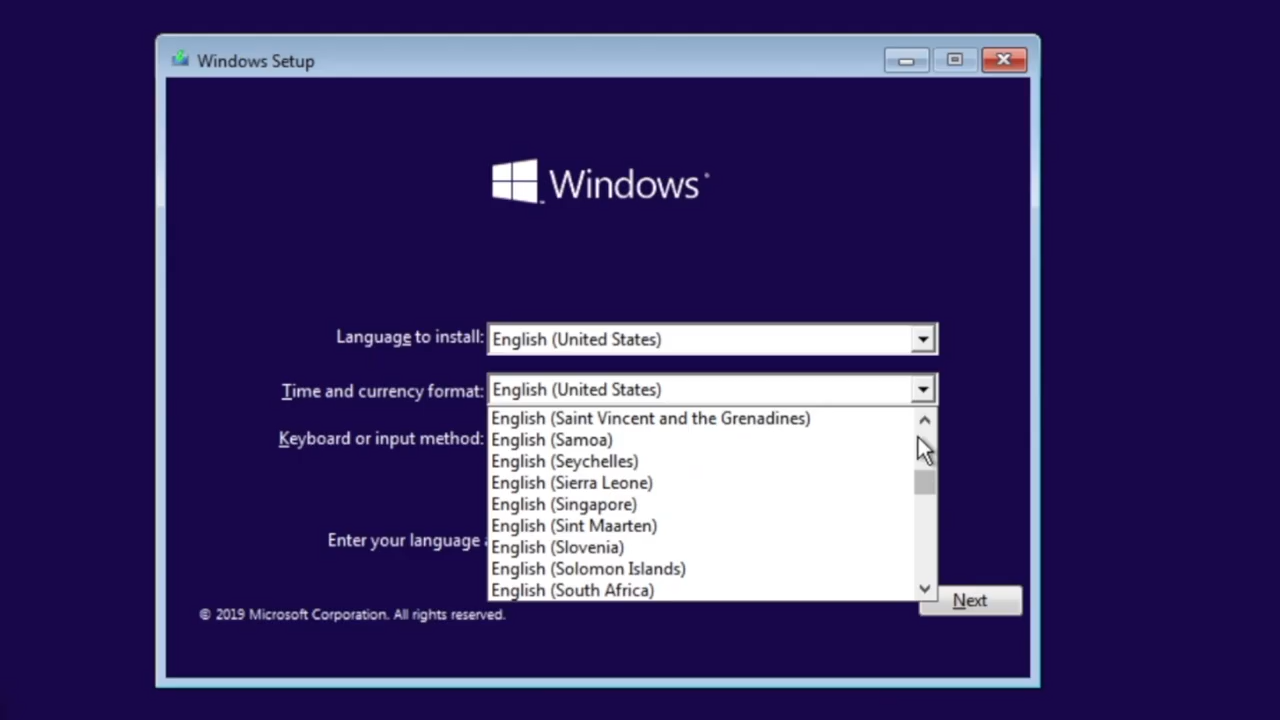 Windows Setup
Windows
Language to install: English (United States)
Time and currency format: English (United States)
English (Saint Vincent and the Grenadines)
English (Samoa)
Keyboard or input method:
English (Seychelles)
English (Sierra Leone)
English (Singapore)
English (Sint Maarten)
Enter your language
English (Slovenia)
English (Solomon Islands)
English (South Africa)
Next
© 2019 Microsoft Corporation. All rights reserved.